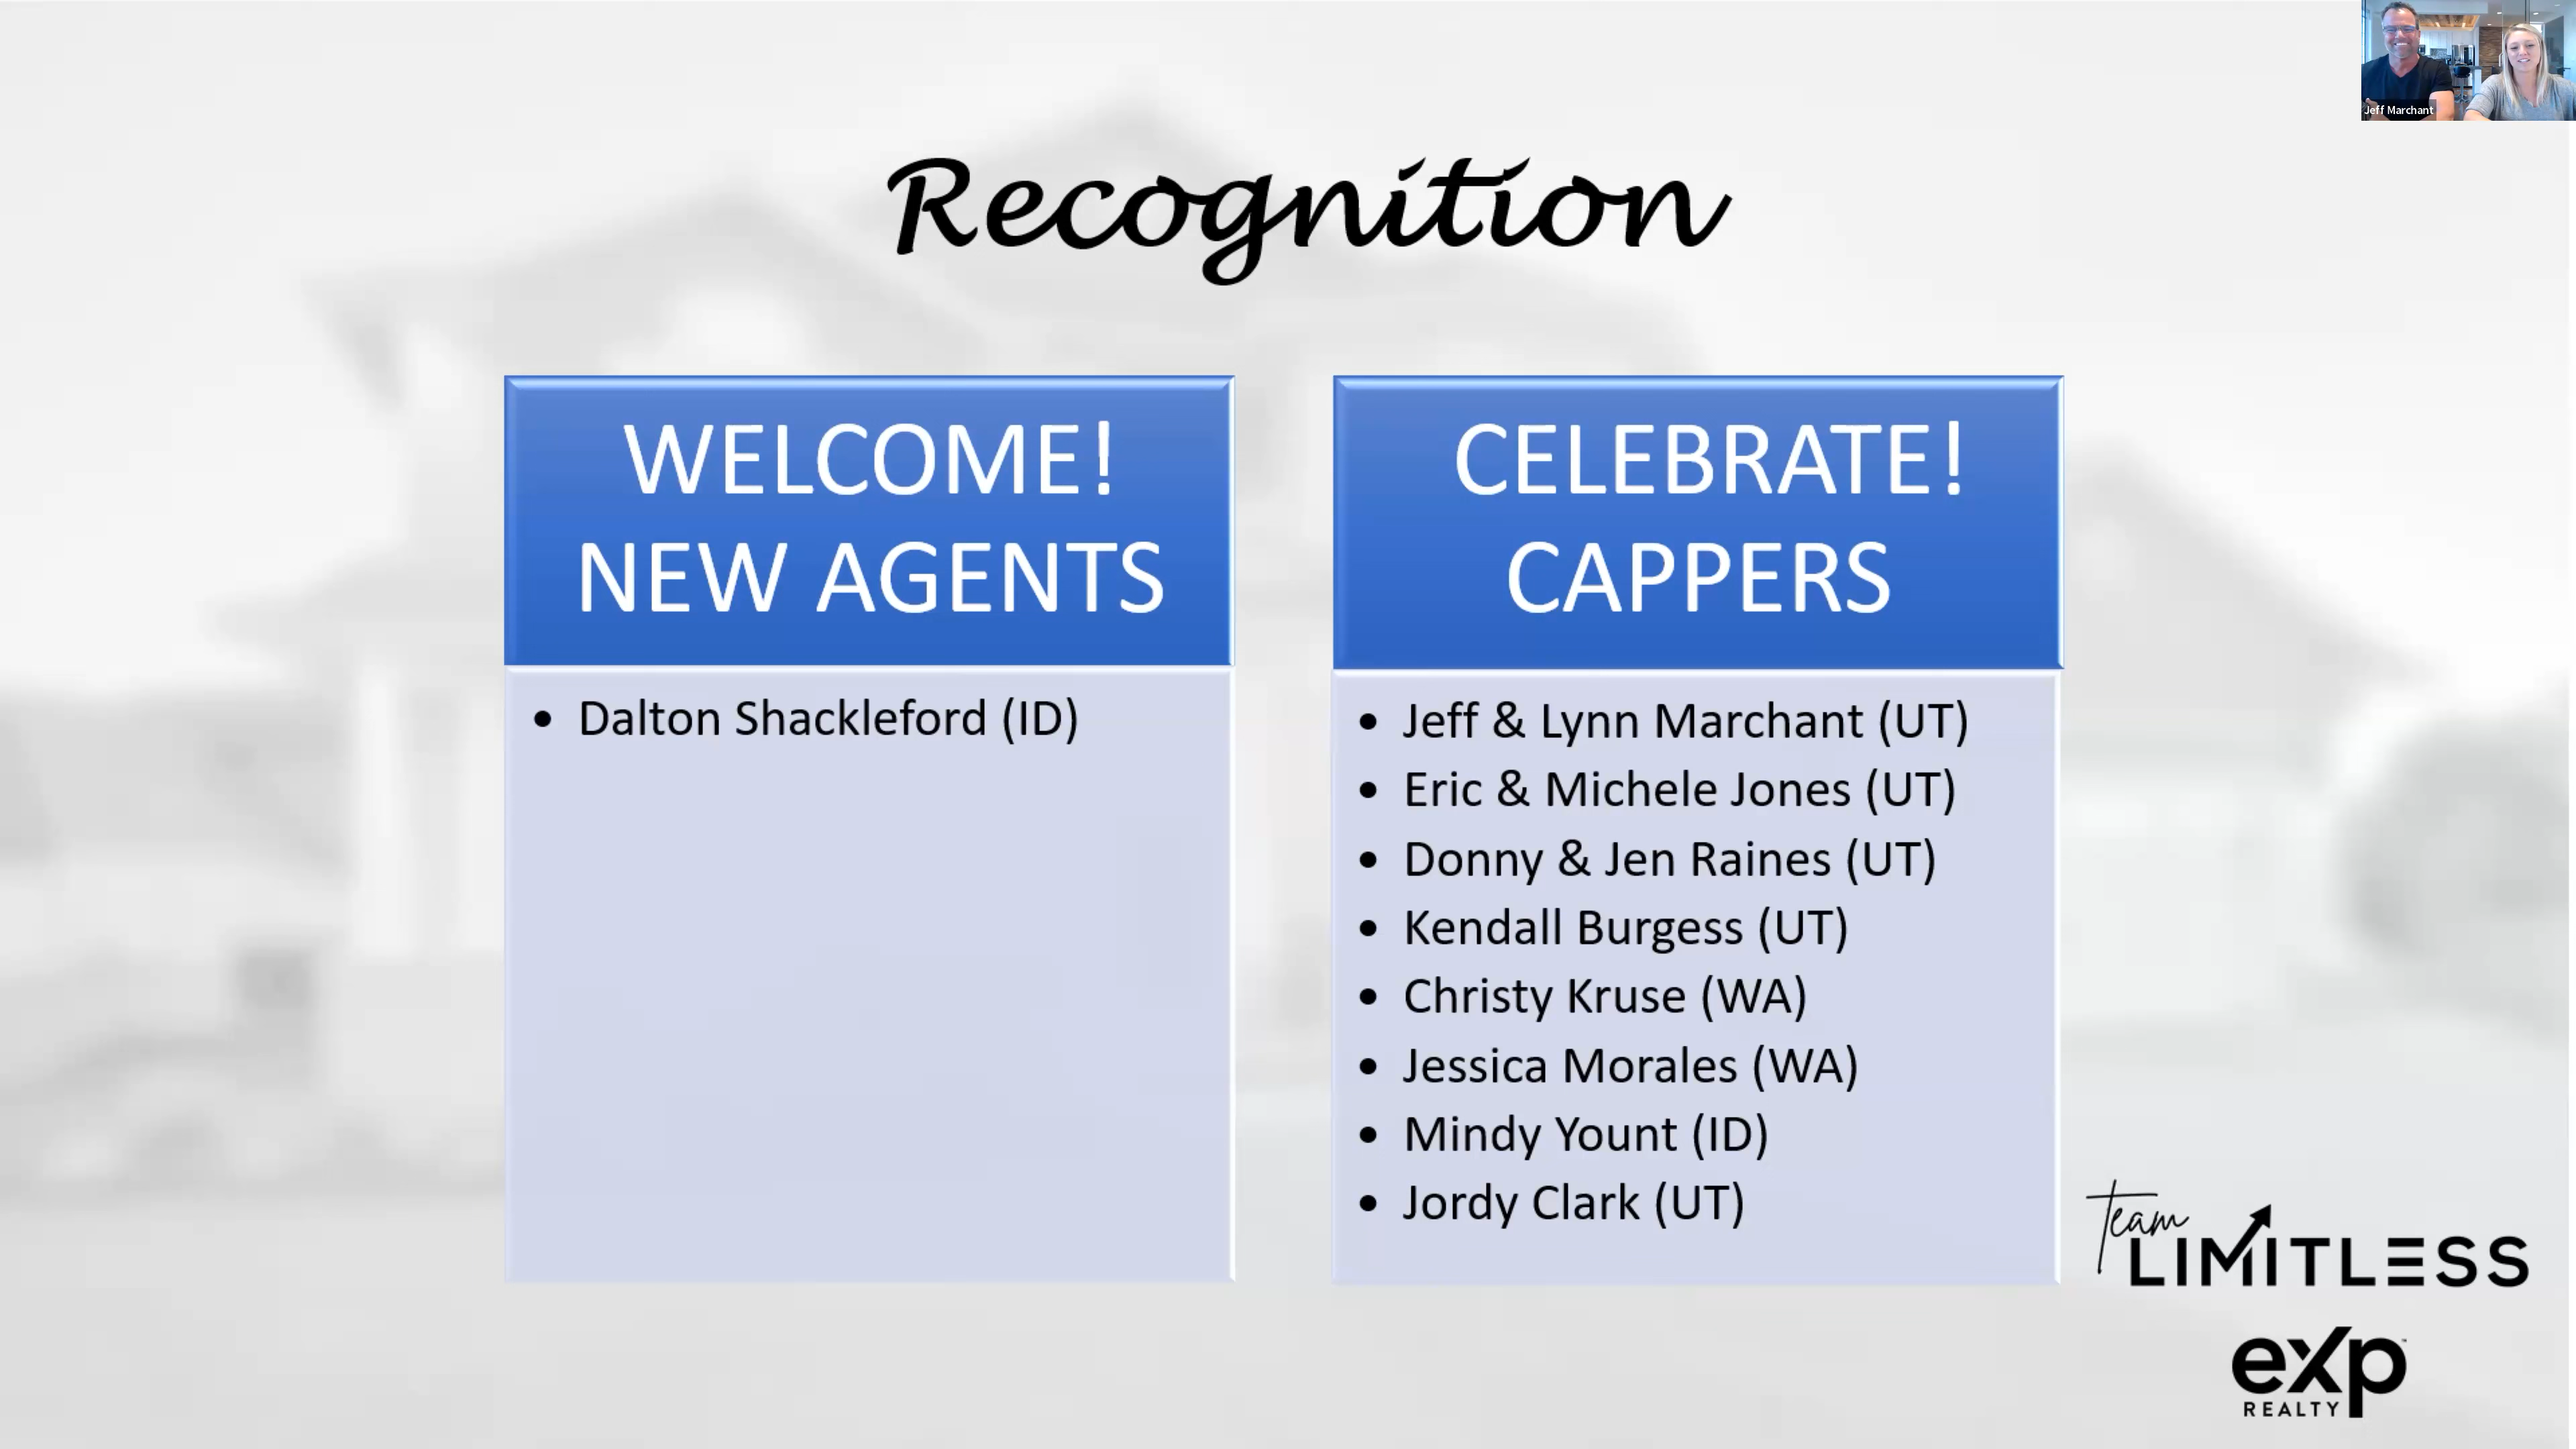 Jeff Marchant
Recognition
WELCOME!
NEW AGENTS
• Dalton Shackleford (ID)
CELEBRATE!
CAPPERS
• Jeff & Lynn Marchant (UT)
• Eric & Michele Jones (UT)
• Donny & Jen Raines (UT)
• Kendall Burgess (UT)
• Christy Kruse (WA)
• Jessica Morales (WA)
• Mindy Yount (ID)
• Jordy Clark (UT)
Team
LIMITLESS
eXp
REALTY